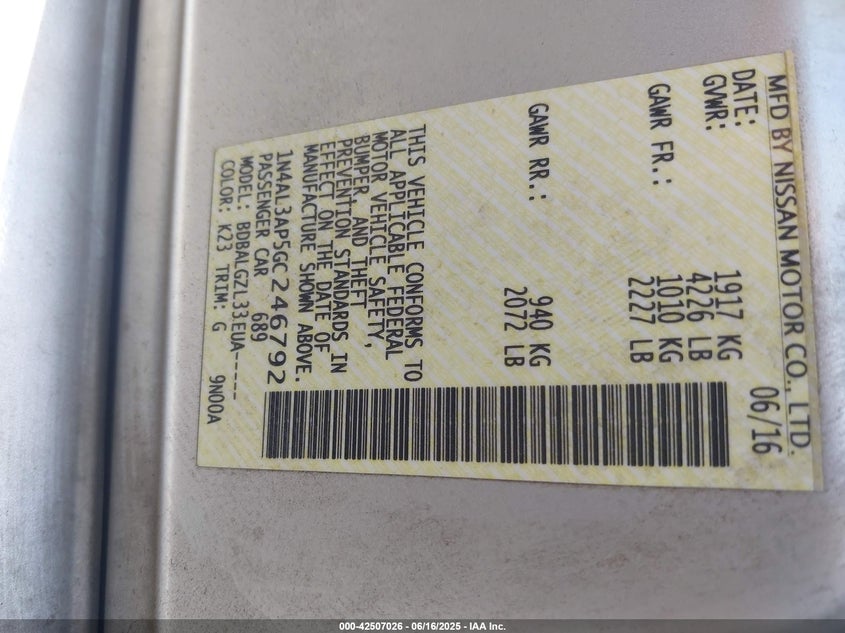 MFD BY NISSAN MOTOR CO., LTD.
DATE: 06/16
GVWR: 1917 KG
4226 LB
GAWR FR.: 1010 KG
2227 LB
GAWR RR.: 940 KG
2072 LB
THIS VEHICLE CONFORMS TO
ALL APPLICABLE FEDERAL
MOTOR VEHICLE SAFETY,
BUMPER, AND THEFT
PREVENTION STANDARDS IN
EFFECT ON THE DATE OF
MANUFACTURE SHOWN ABOVE.
1N4AL3AP5GC246792
PASSENGER CAR 689
MODEL: BDBALGZL33EUA-----
COLOR: K23 TRIM: G 9N00A
000-42507026 - 06/16/2025 - IAA Inc.